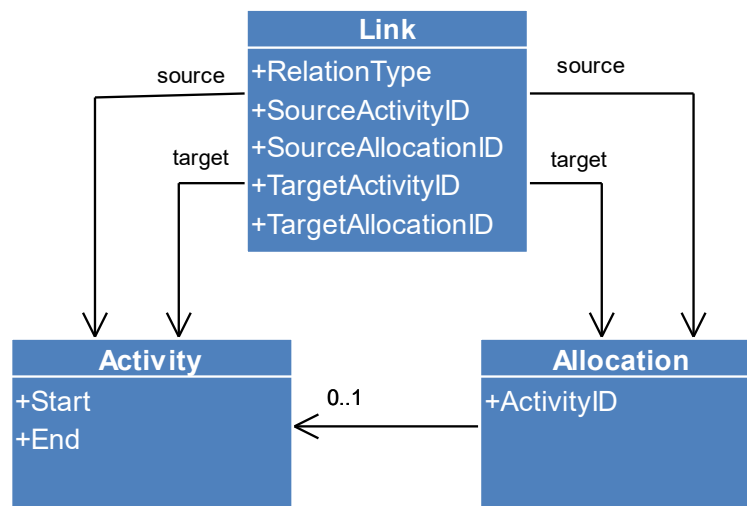 Link
+RelationType
+SourceActivityID
+SourceAllocationID
+TargetActivityID
+TargetAllocationID
source
source
target
target
Activity
+Start
+End
0..1
Allocation
+ActivityID